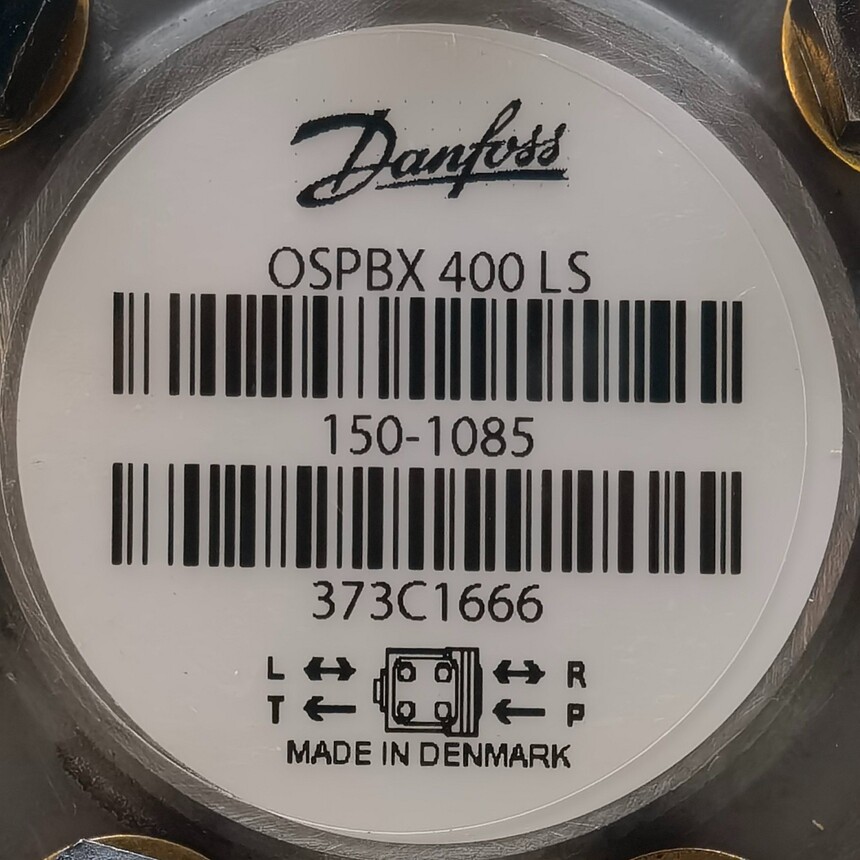 Danfoss
OSPBX 400 LS
150-1085
373C1666
L R
T P
MADE IN DENMARK